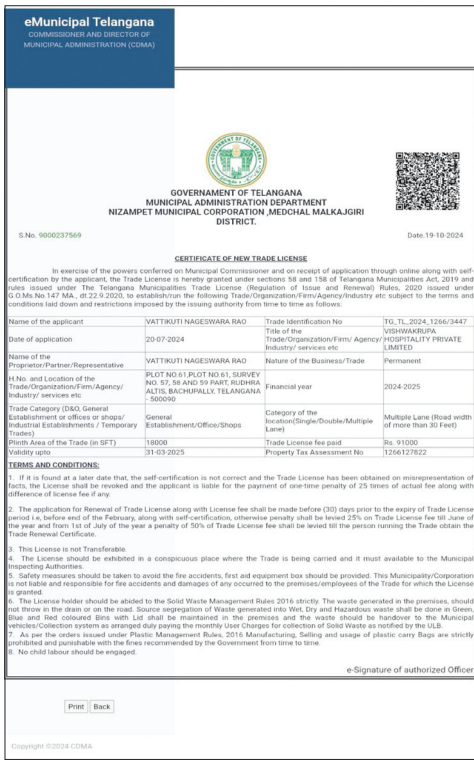 eMunicipal Telangana
COMMISSIONER AND DIRECTOR OF
MUNICIPAL ADMINISTRATION (CDMA)
GOVERNAMENT OF TELANGANA
MUNICIPAL ADMINISTRATION DEPARTMENT
NIZAMPET MUNICIPAL CORPORATION ,MEDCHAL MALKAJGIRI
DISTRICT.
S.No. 9000237569
Date.19-10-2024
CERTIFICATE OF NEW TRADE LICENSE
In exercise of the powers conferred on Municipal Commissioner and on receipt of application through online along with self-
certification by the applicant, the Trade License is hereby granted under sections 58 and 158 of Telangana Municipalities Act, 2019 and
rules issued under The Telangana Municipalities Trade License (Regulation of Issue and Renewal) Rules, 2020 issued under
G.O.Ms.No.147 MA., dt.22.9.2020, to establish/run the following Trade/Organization/Firm/Agency/Industry etc subject to the terms and
conditions laid down and restrictions imposed by the issuing authority from time to time as follows:
Name of the applicant VATTIKUTI NAGESWARA RAO Trade Identification No TG_TL_2024_1266/3447
Date of application 20-07-2024 Title of the Trade/Organization/Firm/ Agency/ Industry/ services etc VISHWAKRUPA HOSPITALITY PRIVATE LIMITED
Name of the Proprietor/Partner/Representative VATTIKUTI NAGESWARA RAO Nature of the Business/Trade Permanent
H.No. and Location of the Trade/Organization/Firm/Agency/ Industry/ services etc PLOT NO.61,PLOT NO.61, SURVEY NO. 57, 58 AND 59 PART, RUDHRA ALTIS, BACHUPALLY, TELANGANA - 500090 Financial year 2024-2025
Trade Category (D&O, General Establishment or offices or shops/ Industrial Establishments / Temporary Trades) General Establishment/Office/Shops Category of the location(Single/Double/Multiple Lane) Multiple Lane (Road width of more than 30 Feet)
Plinth Area of the Trade (in SFT) 18000 Trade License fee paid Rs. 91000
Validity upto 31-03-2025 Property Tax Assessment No 1266127822
TERMS AND CONDITIONS:
1. If it is found at a later date that, the self-certification is not correct and the Trade License has been obtained on misrepresentation of
facts, the License shall be revoked and the applicant is liable for the payment of one-time penalty of 25 times of actual fee along with
difference of license fee if any.
2. The application for Renewal of Trade License along with License fee shall be made before (30) days prior to the expiry of Trade License
period i.e, before end of the February, along with self-certification, otherwise penalty shall be levied 25% on Trade License fee till June of
the year and from 1st of July of the year a penalty of 50% of Trade License fee shall be levied till the person running the Trade obtain the
Trade Renewal Certificate.
3. This License is not Transferable.
4. The License should be exhibited in a conspicuous place where the Trade is being carried and it must available to the Municipal
Inspecting Authorities.
5. Safety measures should be taken to avoid the fire accidents, first aid equipment box should be provided. This Municipality/Corporation
is not liable and responsible for fire accidents and damages of any occurred to the premises/employees of the Trade for which the License
is granted.
6. The License holder should be abided to the Solid Waste Management Rules 2016 strictly. The waste generated in the premises, should
not throw in the drain or on the road. Source segregation of Waste generated into Wet, Dry and Hazardous waste shall be done in Green,
Blue and Red coloured Bins with Lid shall be maintained in the premises and the waste should be handover to the Municipal
vehicles/Collection system as arranged duly paying the monthly User Charges for collection of Solid Waste as notified by the ULB.
7. As per the orders issued under Plastic Management Rules, 2016 Manufacturing, Selling and usage of plastic carry Bags are strictly
prohibited and punishable with the fines recommended by the Government from time to time.
8. No child labour should be engaged.
e-Signature of authorized Officer
Print Back
Copyright ©2024 CDMA